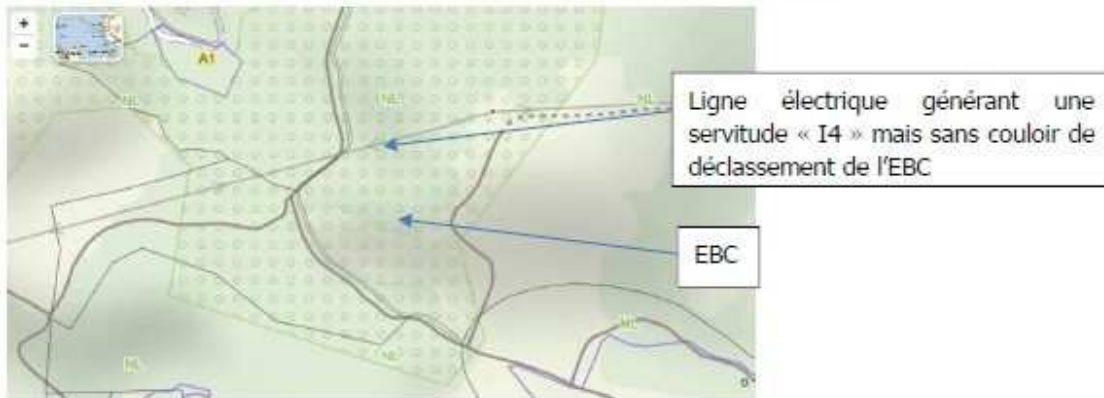 +
−
A1
NL
NL
NL
Ligne électrique générant une
servitude « I4 » mais sans couloir de
déclassement de l'EBC
EBC
NL
NL
NL